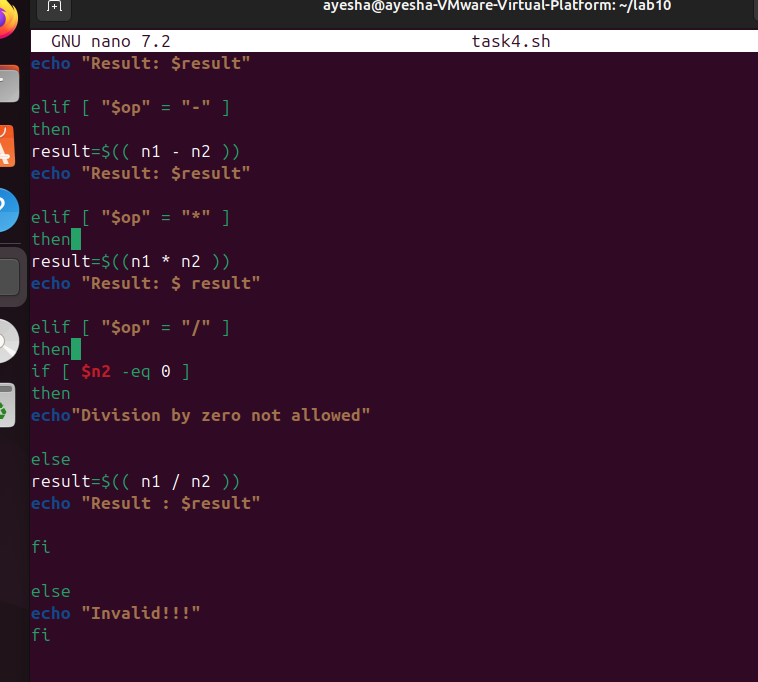 ayesha@ayesha-VMware-Virtual-Platform: ~/lab10
GNU nano 7.2 task4.sh
echo "Result: $result"
elif [ "$op" = "-" ]
then
result=$(( n1 - n2 ))
echo "Result: $result"
elif [ "$op" = "*" ]
then
result=$((n1 * n2 ))
echo "Result: $ result"
elif [ "$op" = "/" ]
then
if [ $n2 -eq 0 ]
then
echo"Division by zero not allowed"
else
result=$(( n1 / n2 ))
echo "Result : $result"
fi
else
echo "Invalid!!!"
fi